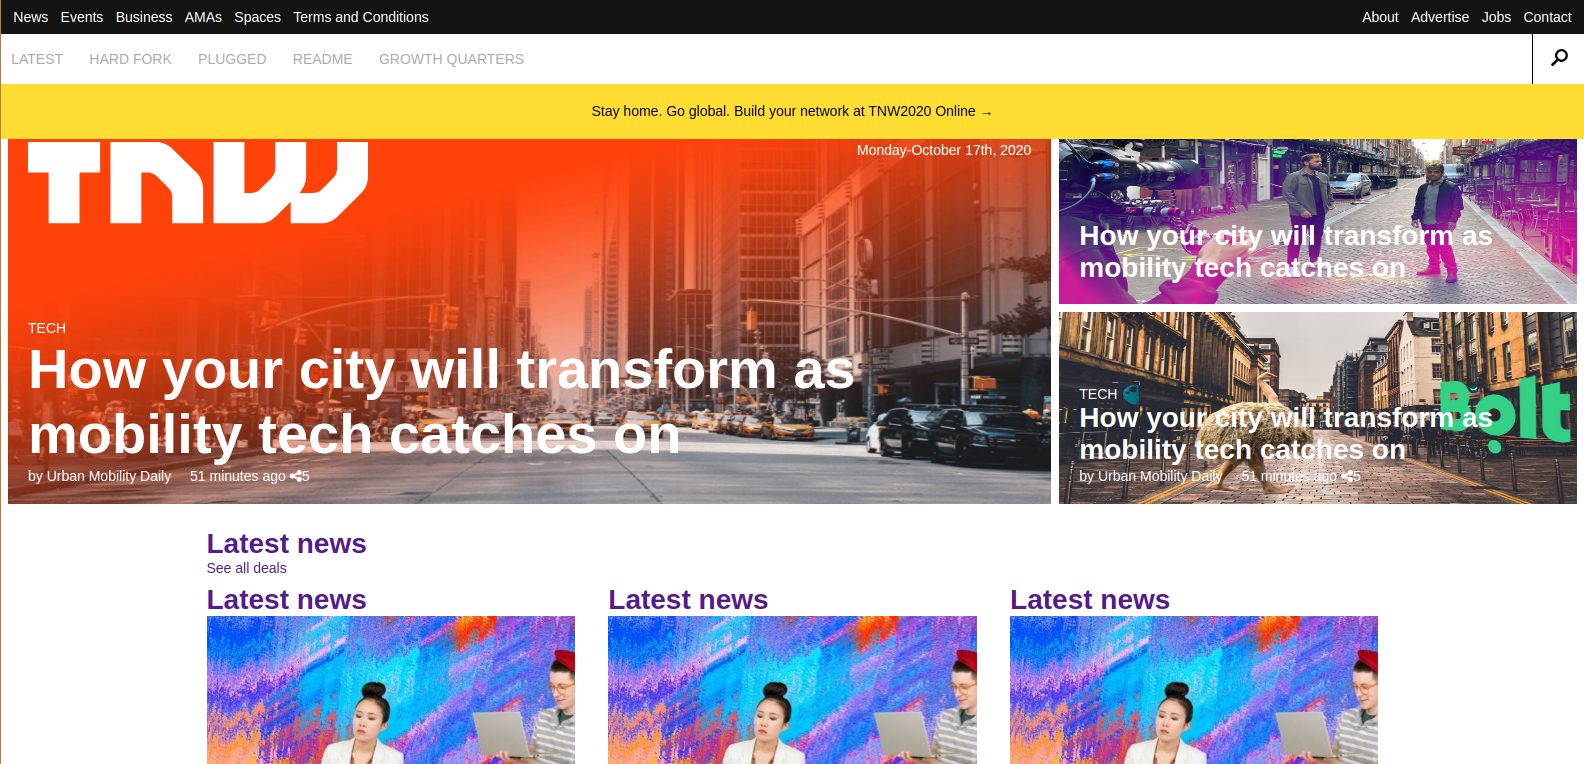 News Events Business AMAs Spaces Terms and Conditions About Advertise Jobs Contact
LATEST HARD FORK PLUGGED README GROWTH QUARTERS
Stay home. Go global. Build your network at TNW2020 Online →
TNW
Monday-October 17th, 2020
TECH
How your city will transform as
mobility tech catches on
by Urban Mobility Daily 51 minutes ago 5
How your city will transform as
mobility tech catches on
TECH
Bolt
How your city will transform as
mobility tech catches on
by Urban Mobility Daily 51 minutes ago 5
Latest news
See all deals
Latest news Latest news Latest news